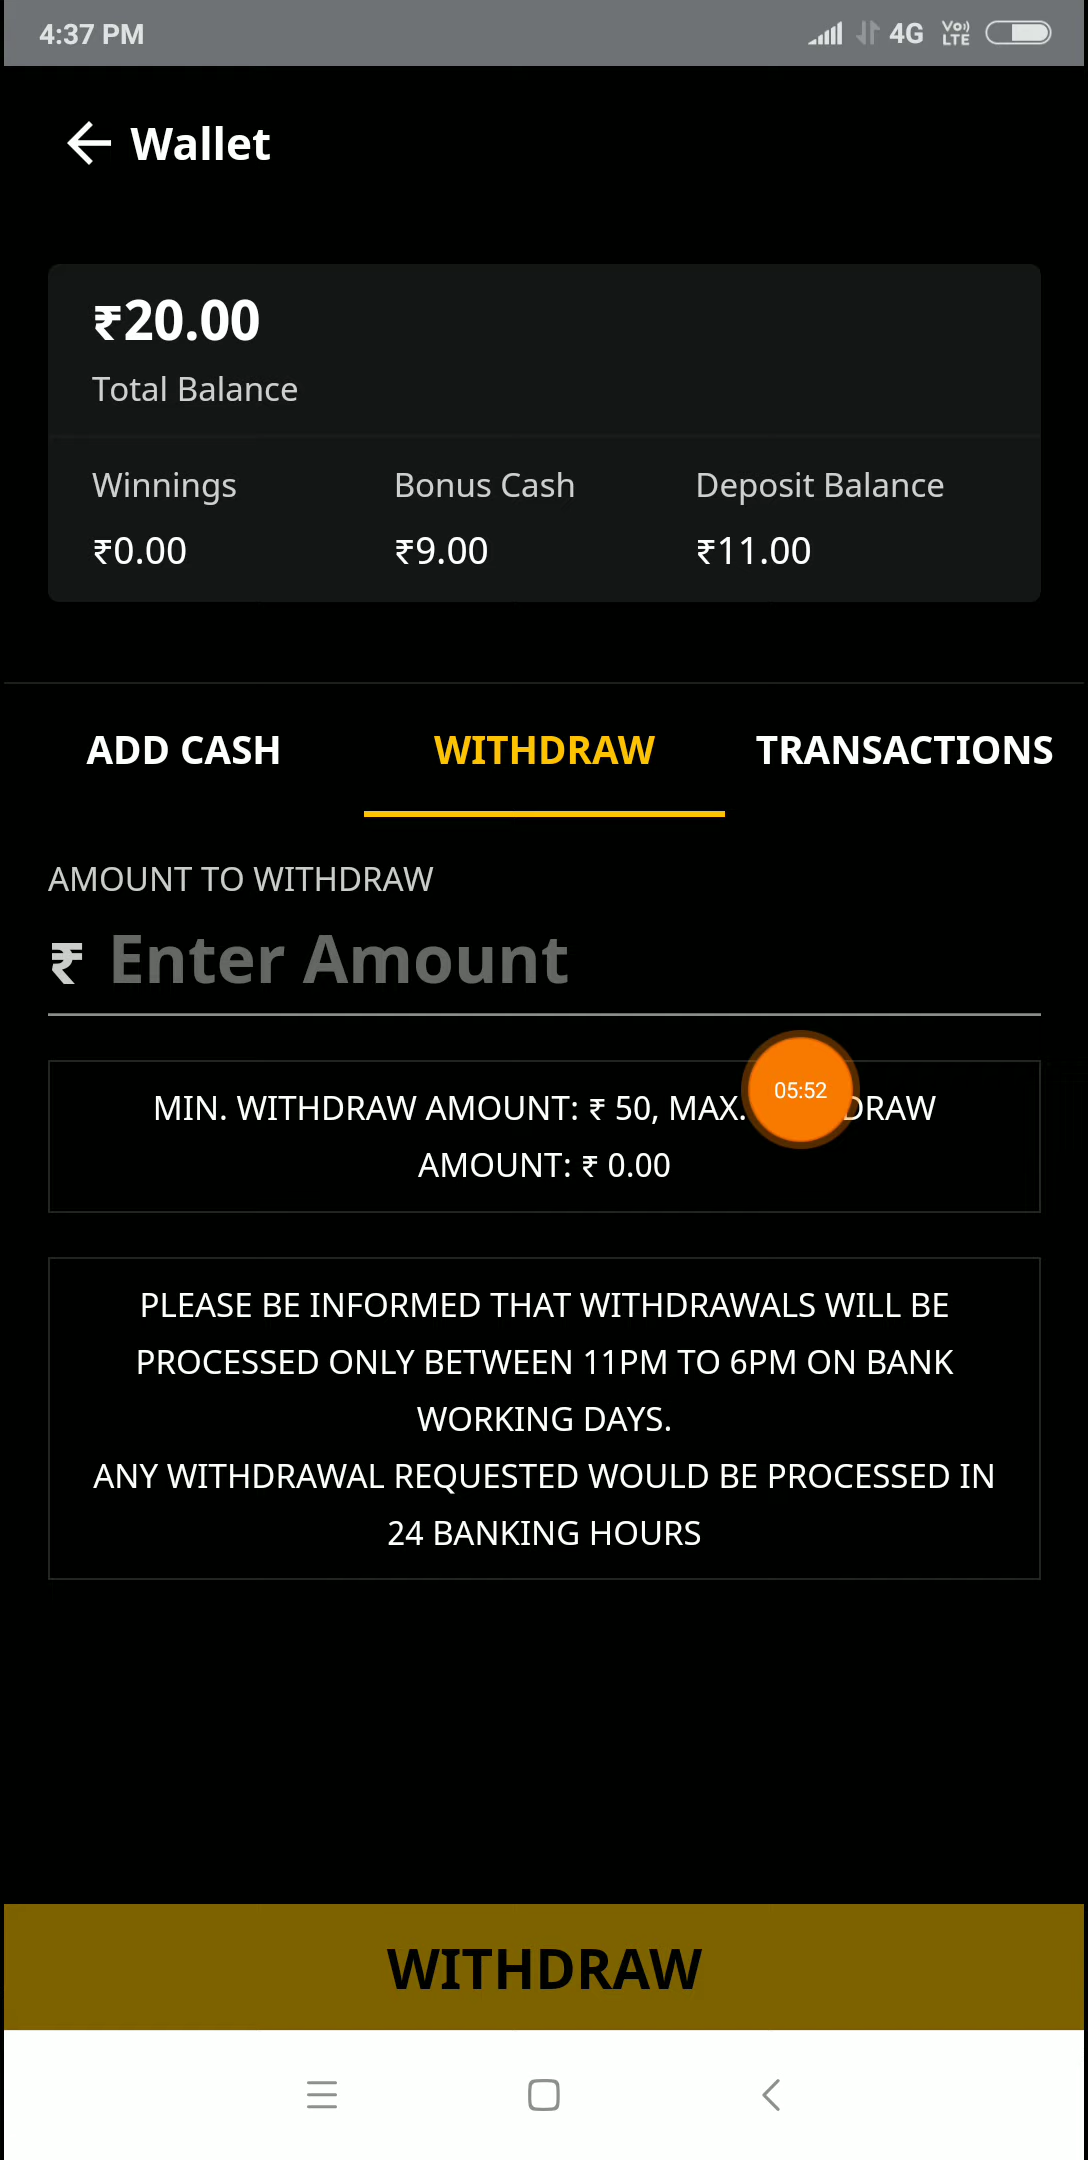 4:37 PM
4G
Vo)) LTE
Wallet
₹20.00
Total Balance
Winnings Bonus Cash Deposit Balance
₹0.00 ₹9.00 ₹11.00
ADD CASH WITHDRAW TRANSACTIONS
AMOUNT TO WITHDRAW
₹ Enter Amount
MIN. WITHDRAW AMOUNT: ₹ 50, MAX. DRAW
05:52
AMOUNT: ₹ 0.00
PLEASE BE INFORMED THAT WITHDRAWALS WILL BE
PROCESSED ONLY BETWEEN 11PM TO 6PM ON BANK
WORKING DAYS.
ANY WITHDRAWAL REQUESTED WOULD BE PROCESSED IN
24 BANKING HOURS
WITHDRAW